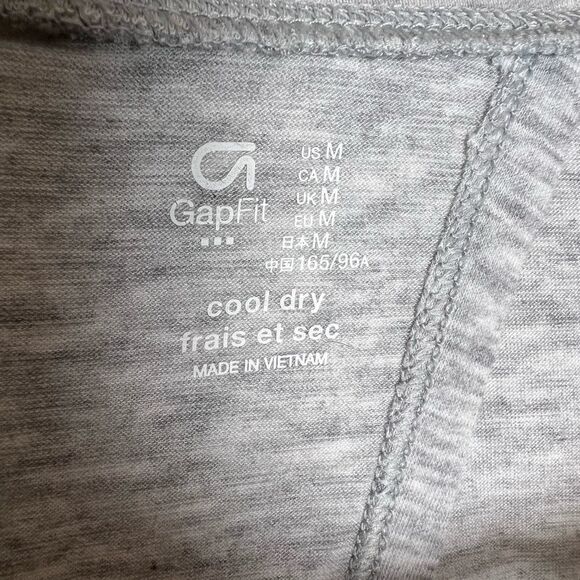 GapFit
US M
CA M
UK M
EU M
日本 M
中国 165/96A
cool dry
frais et sec
MADE IN VIETNAM